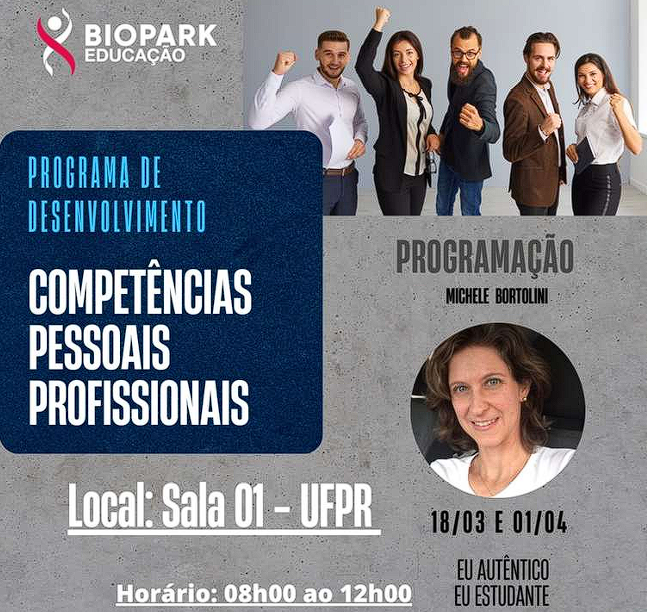 BIOPARK
EDUCAÇÃO
PROGRAMA DE
DESENVOLVIMENTO
COMPETÊNCIAS
PESSOAIS
PROFISSIONAIS
Local: Sala 01 - UFPR
Horário: 08h00 ao 12h00
PROGRAMAÇÃO
MICHELE BORTOLINI
18/03 E 01/04
EU AUTÊNTICO
EU ESTUDANTE